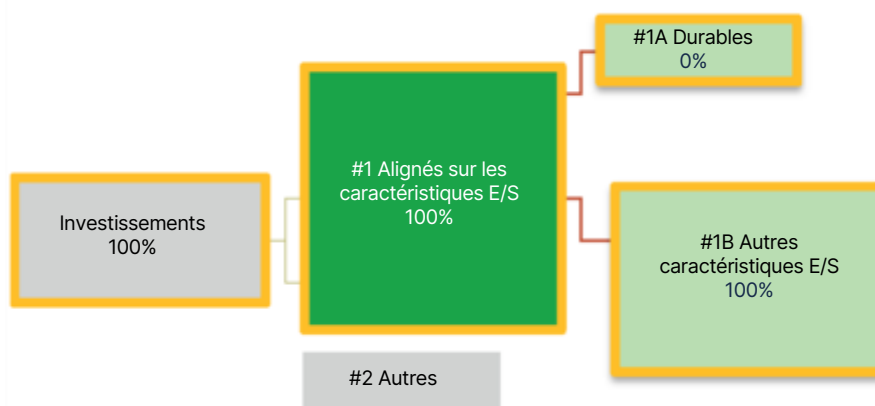 Investissements
100%
#1 Alignés sur les
caractéristiques E/S
100%
#2 Autres
#1A Durables
0%
#1B Autres
caractéristiques E/S
100%